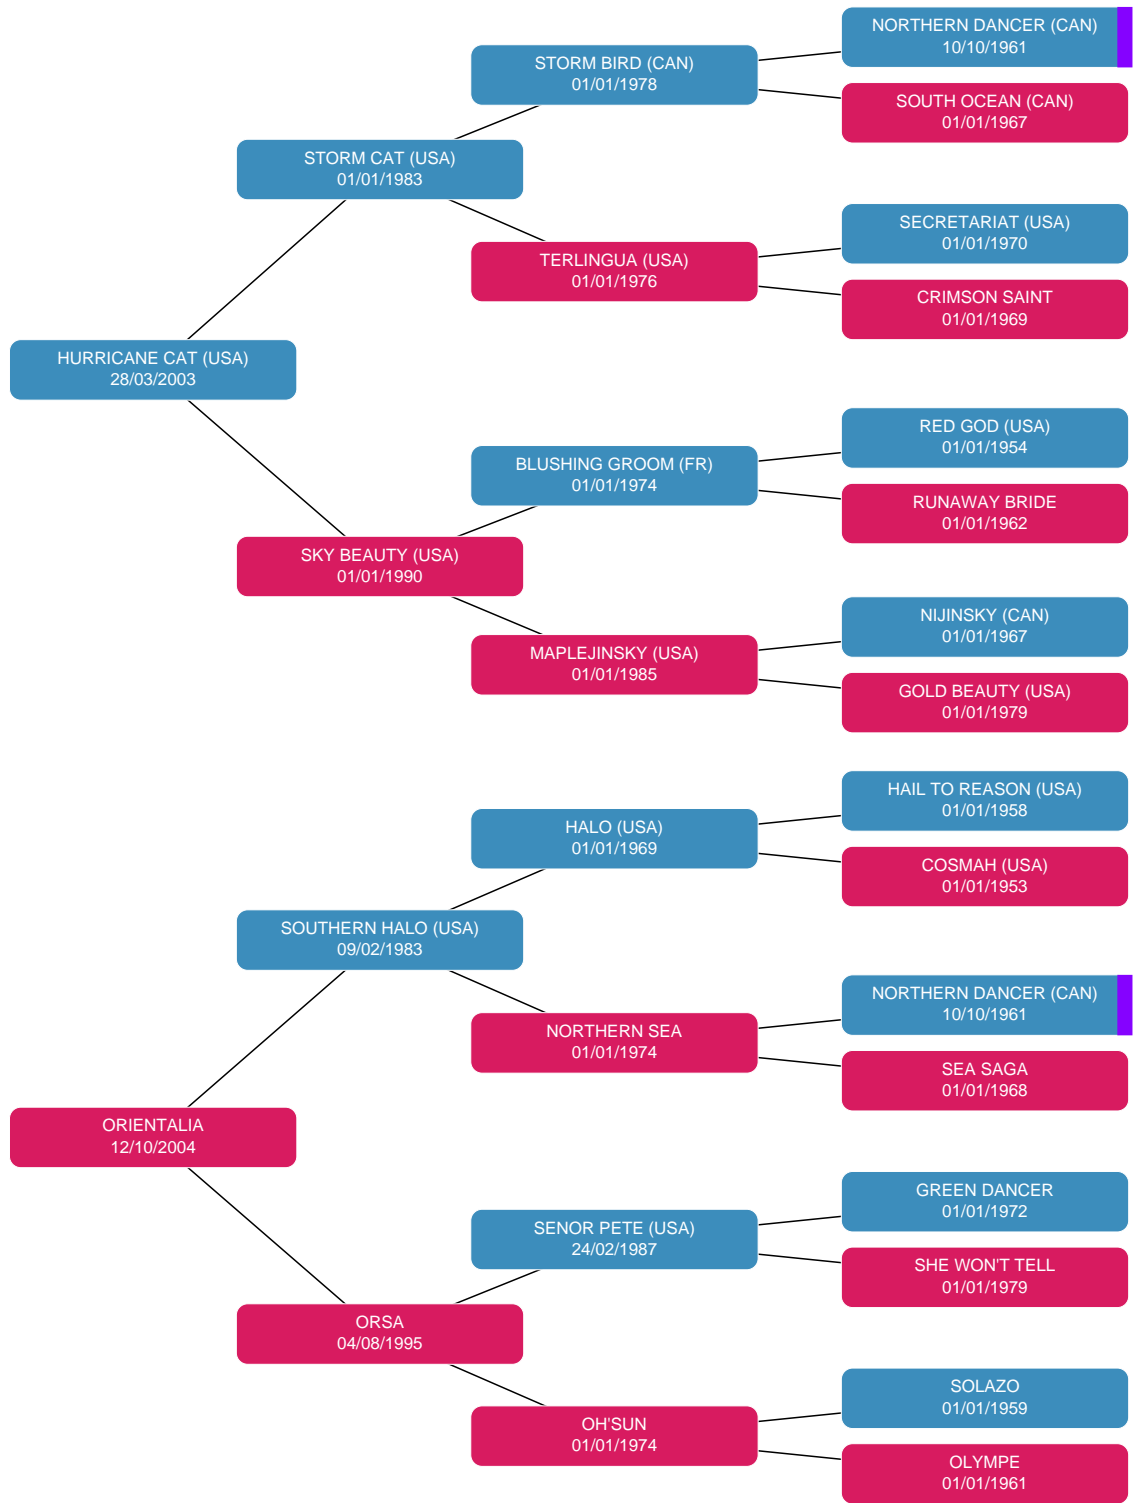 NORTHERN DANCER (CAN)
10/10/1961
STORM BIRD (CAN)
01/01/1978
SOUTH OCEAN (CAN)
01/01/1967
STORM CAT (USA)
01/01/1983
SECRETARIAT (USA)
01/01/1970
TERLINGUA (USA)
01/01/1976
CRIMSON SAINT
01/01/1969
HURRICANE CAT (USA)
28/03/2003
RED GOD (USA)
01/01/1954
BLUSHING GROOM (FR)
01/01/1974
RUNAWAY BRIDE
01/01/1962
SKY BEAUTY (USA)
01/01/1990
NIJINSKY (CAN)
01/01/1967
MAPLEJINSKY (USA)
01/01/1985
GOLD BEAUTY (USA)
01/01/1979
HAIL TO REASON (USA)
01/01/1958
HALO (USA)
01/01/1969
COSMAH (USA)
01/01/1953
SOUTHERN HALO (USA)
09/02/1983
NORTHERN DANCER (CAN)
10/10/1961
NORTHERN SEA
01/01/1974
SEA SAGA
01/01/1968
ORIENTALIA
12/10/2004
GREEN DANCER
01/01/1972
SENOR PETE (USA)
24/02/1987
SHE WON'T TELL
01/01/1979
ORSA
04/08/1995
SOLAZO
01/01/1959
OH'SUN
01/01/1974
OLYMPE
01/01/1961